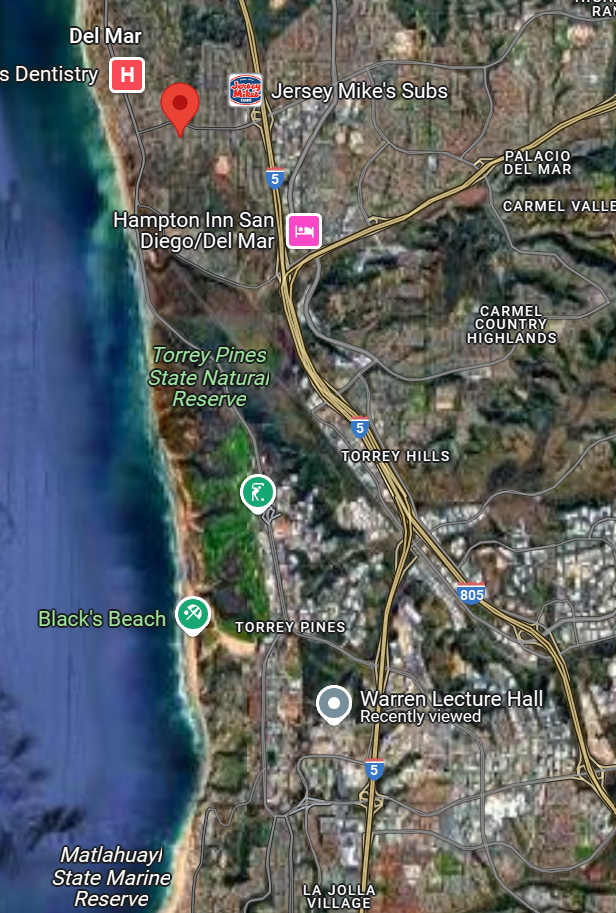 RAN
Del Mar
s Dentistry
H
Jersey Mike's Subs
PALACIO
DEL MAR
5
CARMEL VALLE
Hampton Inn San
Diego/Del Mar
CARMEL
COUNTRY
HIGHLANDS
Torrey Pines
State Natural
Reserve
5
TORREY HILLS
805
Black's Beach
TORREY PINES
Warren Lecture Hall
Recently viewed
5
Matlahuayl
State Marine
Reserve
LA JOLLA
VILLAGE